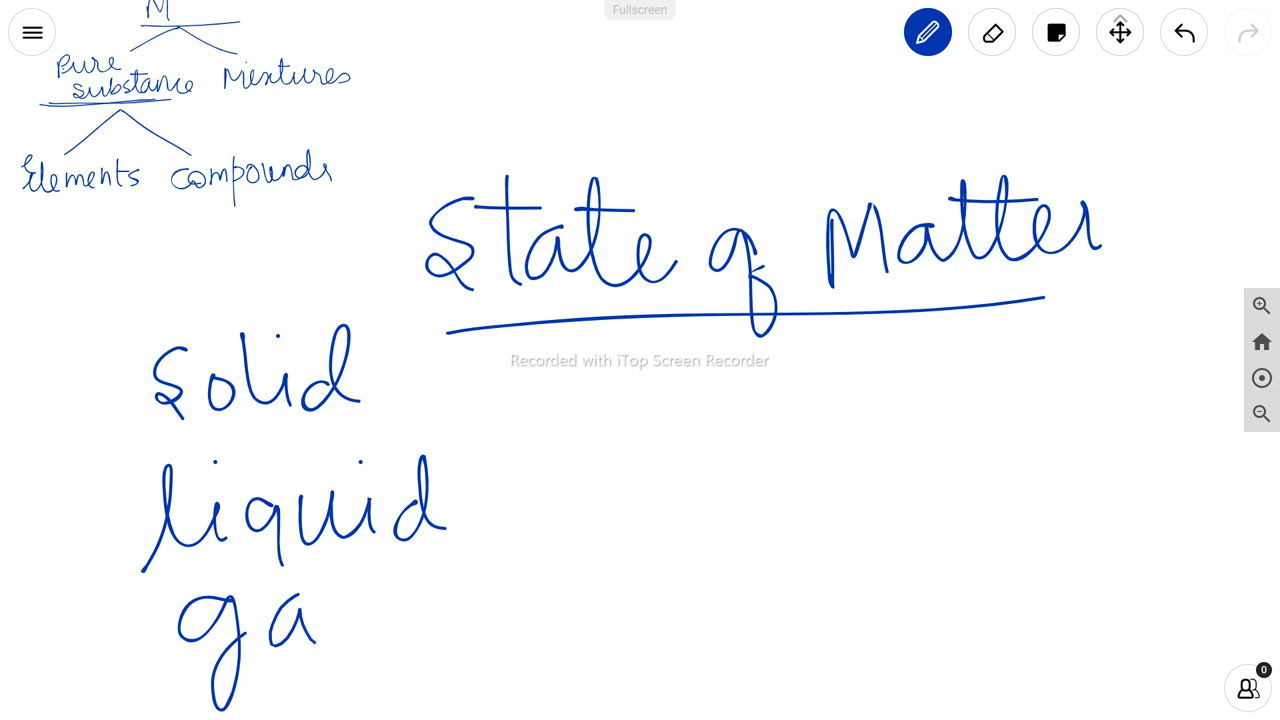 Fullscreen
M
Pure
substance Mixtures
Elements compounds
State of Matter
Recorded with iTop Screen Recorder
Solid
liquid
ga
0